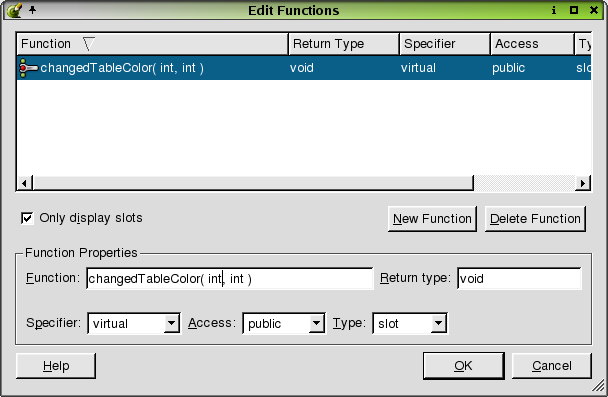 Edit Functions
Function Return Type Specifier Access Ty
changedTableColor( int, int ) void virtual public slo
Only display slots New Function Delete Function
Function Properties
Function: changedTableColor( int, int ) Return type: void
Specifier: virtual Access: public Type: slot
Help OK Cancel